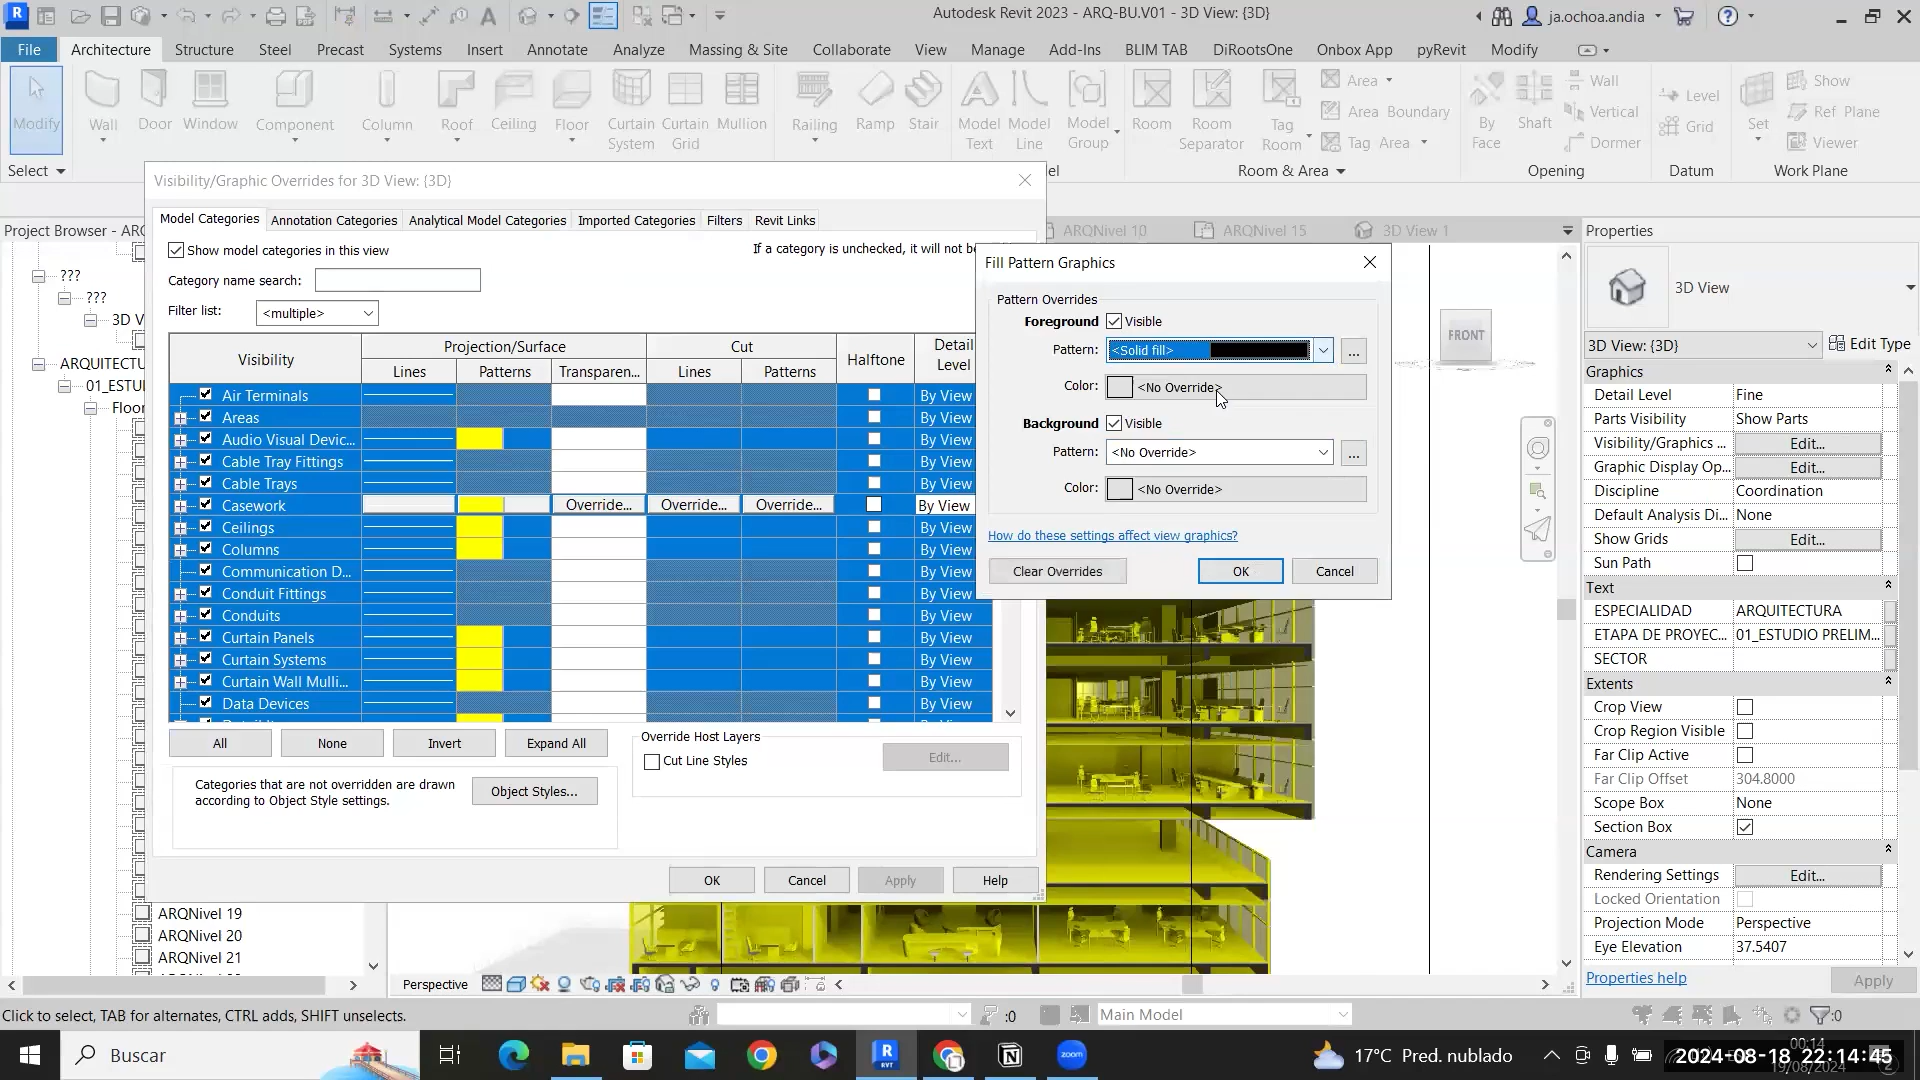 Autodesk Revit 2023 - ARQ-BU.V01 - 3D View: {3D}
ja.ochoa.andia
File Architecture Structure Steel Precast Systems Insert Annotate Analyze Massing & Site Collaborate View Manage Add-Ins BLIM TAB DiRootsOne Onbox App pyRevit Modify
Modify
Wall
Door
Window
Component
Column
Roof
Ceiling
Floor
Curtain System
Curtain Grid
Mullion
Railing
Ramp
Stair
Model Text
Model Line
Model Group
Room
Room Separator
Tag Room
Area
Area Boundary
Tag Area
By Face
Shaft
Wall
Vertical
Dormer
Level
Grid
Set
Show
Ref Plane
Viewer
Select
Room & Area
Opening
Datum
Work Plane
Project Browser - ARQ
???
???
3D V
ARQUITECTU
01_ESTUD
Floor
ARQNivel 19
ARQNivel 20
ARQNivel 21
ARQNivel 10
ARQNivel 15
3D View 1
Visibility/Graphic Overrides for 3D View: {3D}
Model Categories Annotation Categories Analytical Model Categories Imported Categories Filters Revit Links
Show model categories in this view
If a category is unchecked, it will not be
Category name search:
Filter list: <multiple>
Visibility Projection/Surface Cut Halftone Detail Level
Lines Patterns Transparen... Lines Patterns
Air Terminals By View
Areas By View
Audio Visual Devic... By View
Cable Tray Fittings By View
Cable Trays By View
Casework Override... Override... Override... By View
Ceilings By View
Columns By View
Communication D... By View
Conduit Fittings By View
Conduits By View
Curtain Panels By View
Curtain Systems By View
Curtain Wall Mulli... By View
Data Devices By View
All None Invert Expand All
Override Host Layers
Cut Line Styles
Edit...
Categories that are not overridden are drawn
according to Object Style settings.
Object Styles...
OK Cancel Apply Help
Fill Pattern Graphics
Pattern Overrides
Foreground Visible
Pattern: <Solid fill> ...
Color: <No Override>
Background Visible
Pattern: <No Override> ...
Color: <No Override>
How do these settings affect view graphics?
Clear Overrides OK Cancel
FRONT
Properties
3D View
3D View: {3D} Edit Type
Graphics
Detail Level Fine
Parts Visibility Show Parts
Visibility/Graphics ... Edit...
Graphic Display Op... Edit...
Discipline Coordination
Default Analysis Di... None
Show Grids Edit...
Sun Path
Text
ESPECIALIDAD ARQUITECTURA
ETAPA DE PROYEC... 01_ESTUDIO PRELIM...
SECTOR
Extents
Crop View
Crop Region Visible
Far Clip Active
Far Clip Offset 304.8000
Scope Box None
Section Box
Camera
Rendering Settings Edit...
Locked Orientation
Projection Mode Perspective
Eye Elevation 37.5407
Properties help Apply
Perspective
Click to select, TAB for alternates, CTRL adds, SHIFT unselects.
:0
Main Model
:0
Buscar
RVT
zoom
17°C Pred. nublado
00:14
2024-08-18 22:14:45
19/08/2024
2